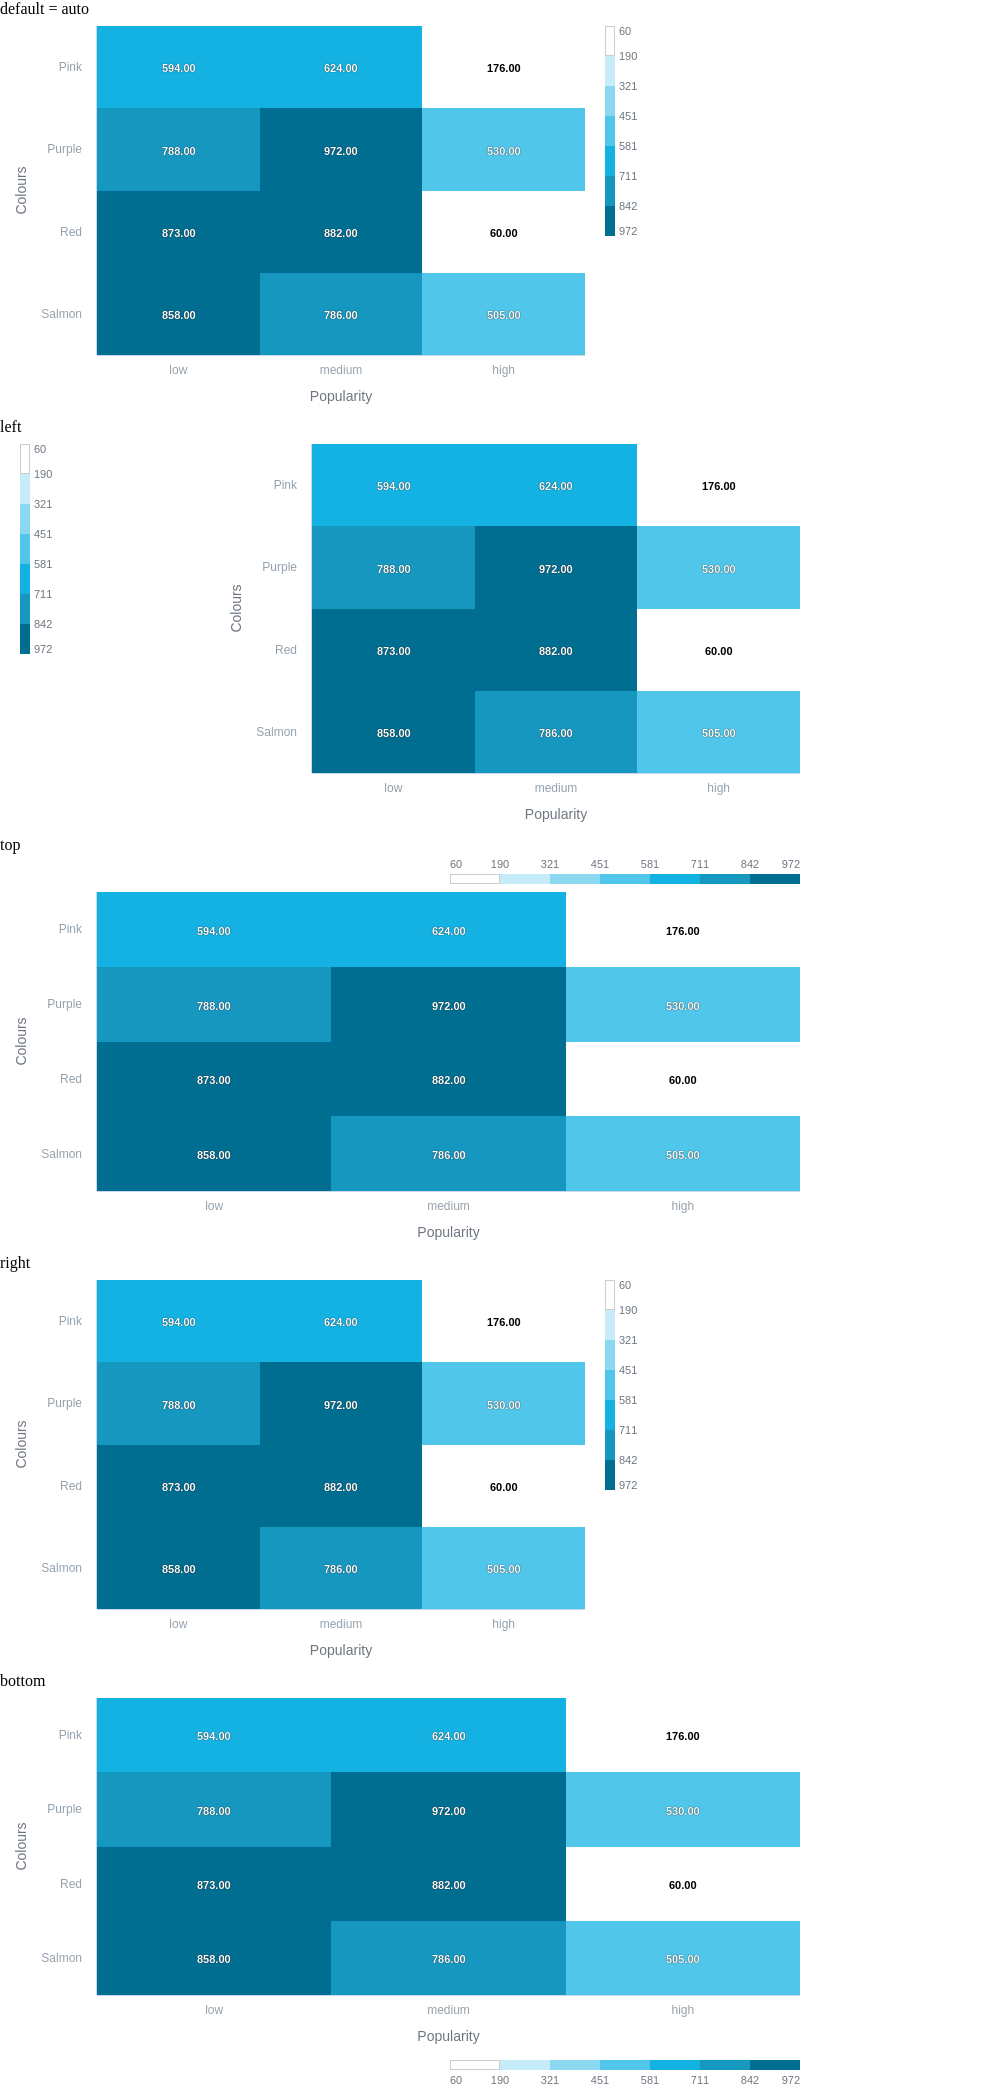 default = auto
Pink 594.00 624.00 176.00
Purple 788.00 972.00 530.00
Red 873.00 882.00 60.00
Salmon 858.00 786.00 505.00
low medium high
Popularity
Colours
60
190
321
451
581
711
842
972
left
60
190
321
451
581
711
842
972
Colours
Pink 594.00 624.00 176.00
Purple 788.00 972.00 530.00
Red 873.00 882.00 60.00
Salmon 858.00 786.00 505.00
low medium high
Popularity
top
60 190 321 451 581 711 842 972
Colours
Pink 594.00 624.00 176.00
Purple 788.00 972.00 530.00
Red 873.00 882.00 60.00
Salmon 858.00 786.00 505.00
low medium high
Popularity
right
Colours
Pink 594.00 624.00 176.00
Purple 788.00 972.00 530.00
Red 873.00 882.00 60.00
Salmon 858.00 786.00 505.00
low medium high
Popularity
60
190
321
451
581
711
842
972
bottom
Colours
Pink 594.00 624.00 176.00
Purple 788.00 972.00 530.00
Red 873.00 882.00 60.00
Salmon 858.00 786.00 505.00
low medium high
Popularity
60 190 321 451 581 711 842 972